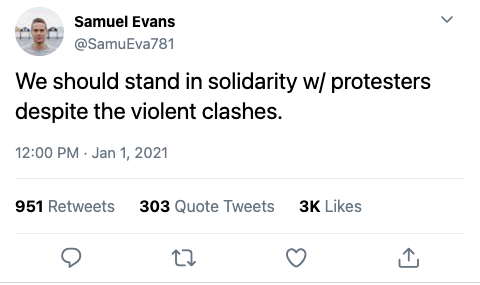 Samuel Evans
@SamuEva781
We should stand in solidarity w/ protesters
despite the violent clashes.
12:00 PM · Jan 1, 2021
951 Retweets 303 Quote Tweets 3K Likes